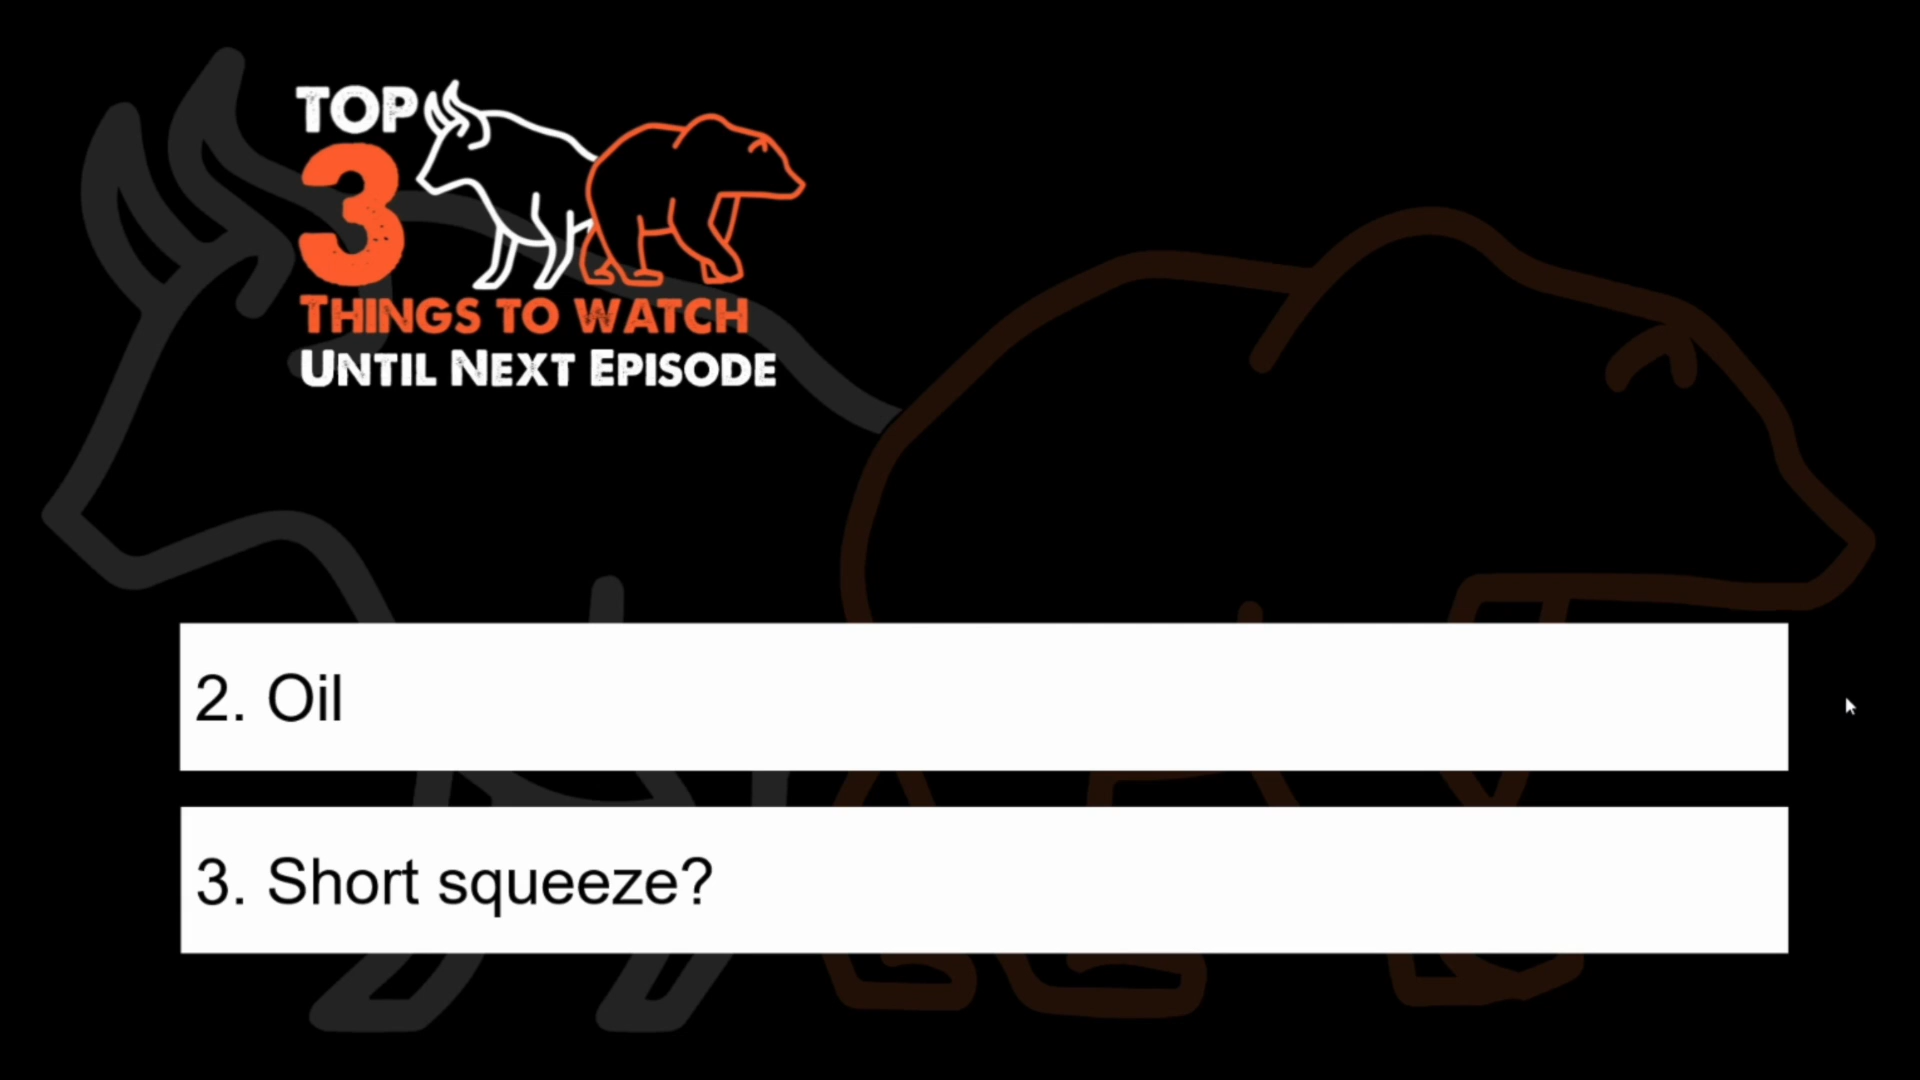 TOP
3
THINGS TO WATCH
UNTIL NEXT EPISODE
2. Oil
3. Short squeeze?